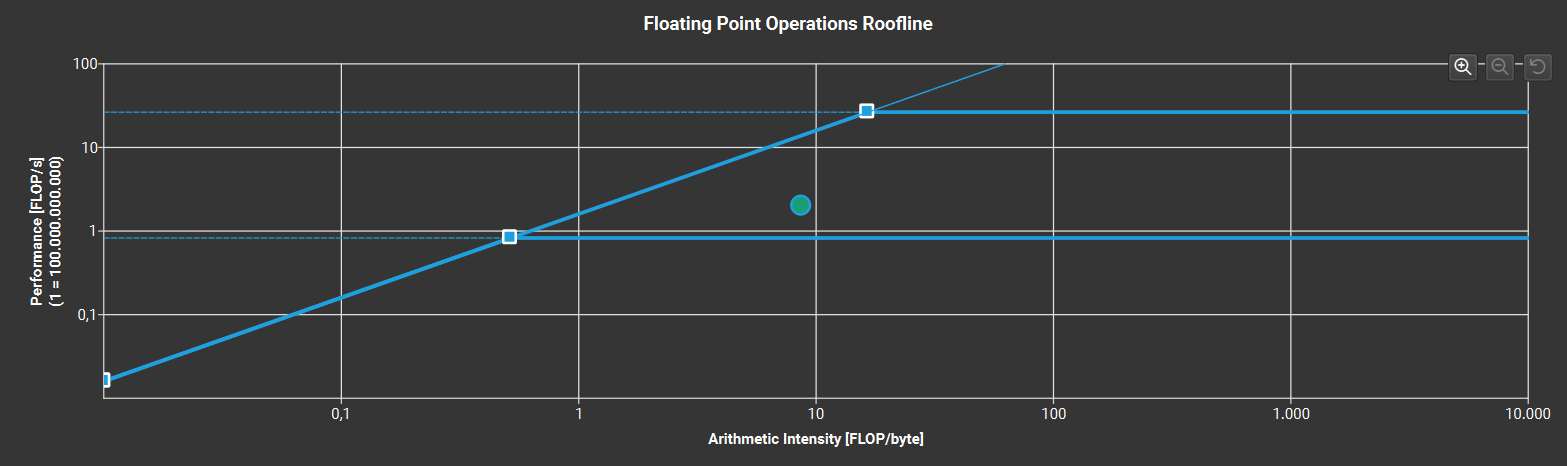 Floating Point Operations Roofline
100
10
1
0,1
Performance [FLOP/s]
(1 = 100.000.000.000)
0,1 1 10 100 1.000 10.000
Arithmetic Intensity [FLOP/byte]